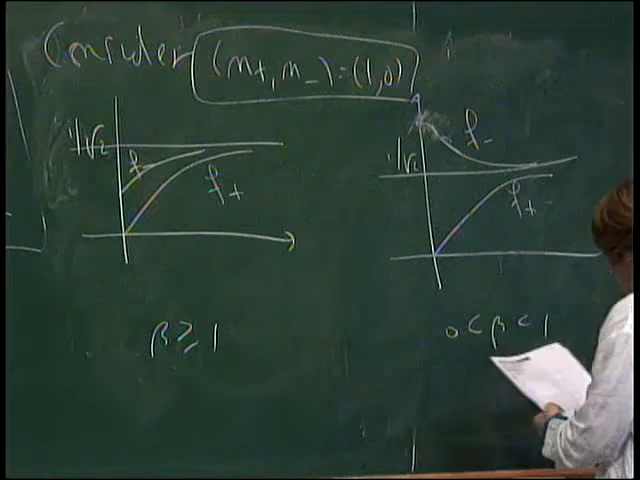 Consider (n+, n-) = (1,0)
1/√2
f-
f+
β ≥ 1
f-
1/√2
f+
0 < β < 1